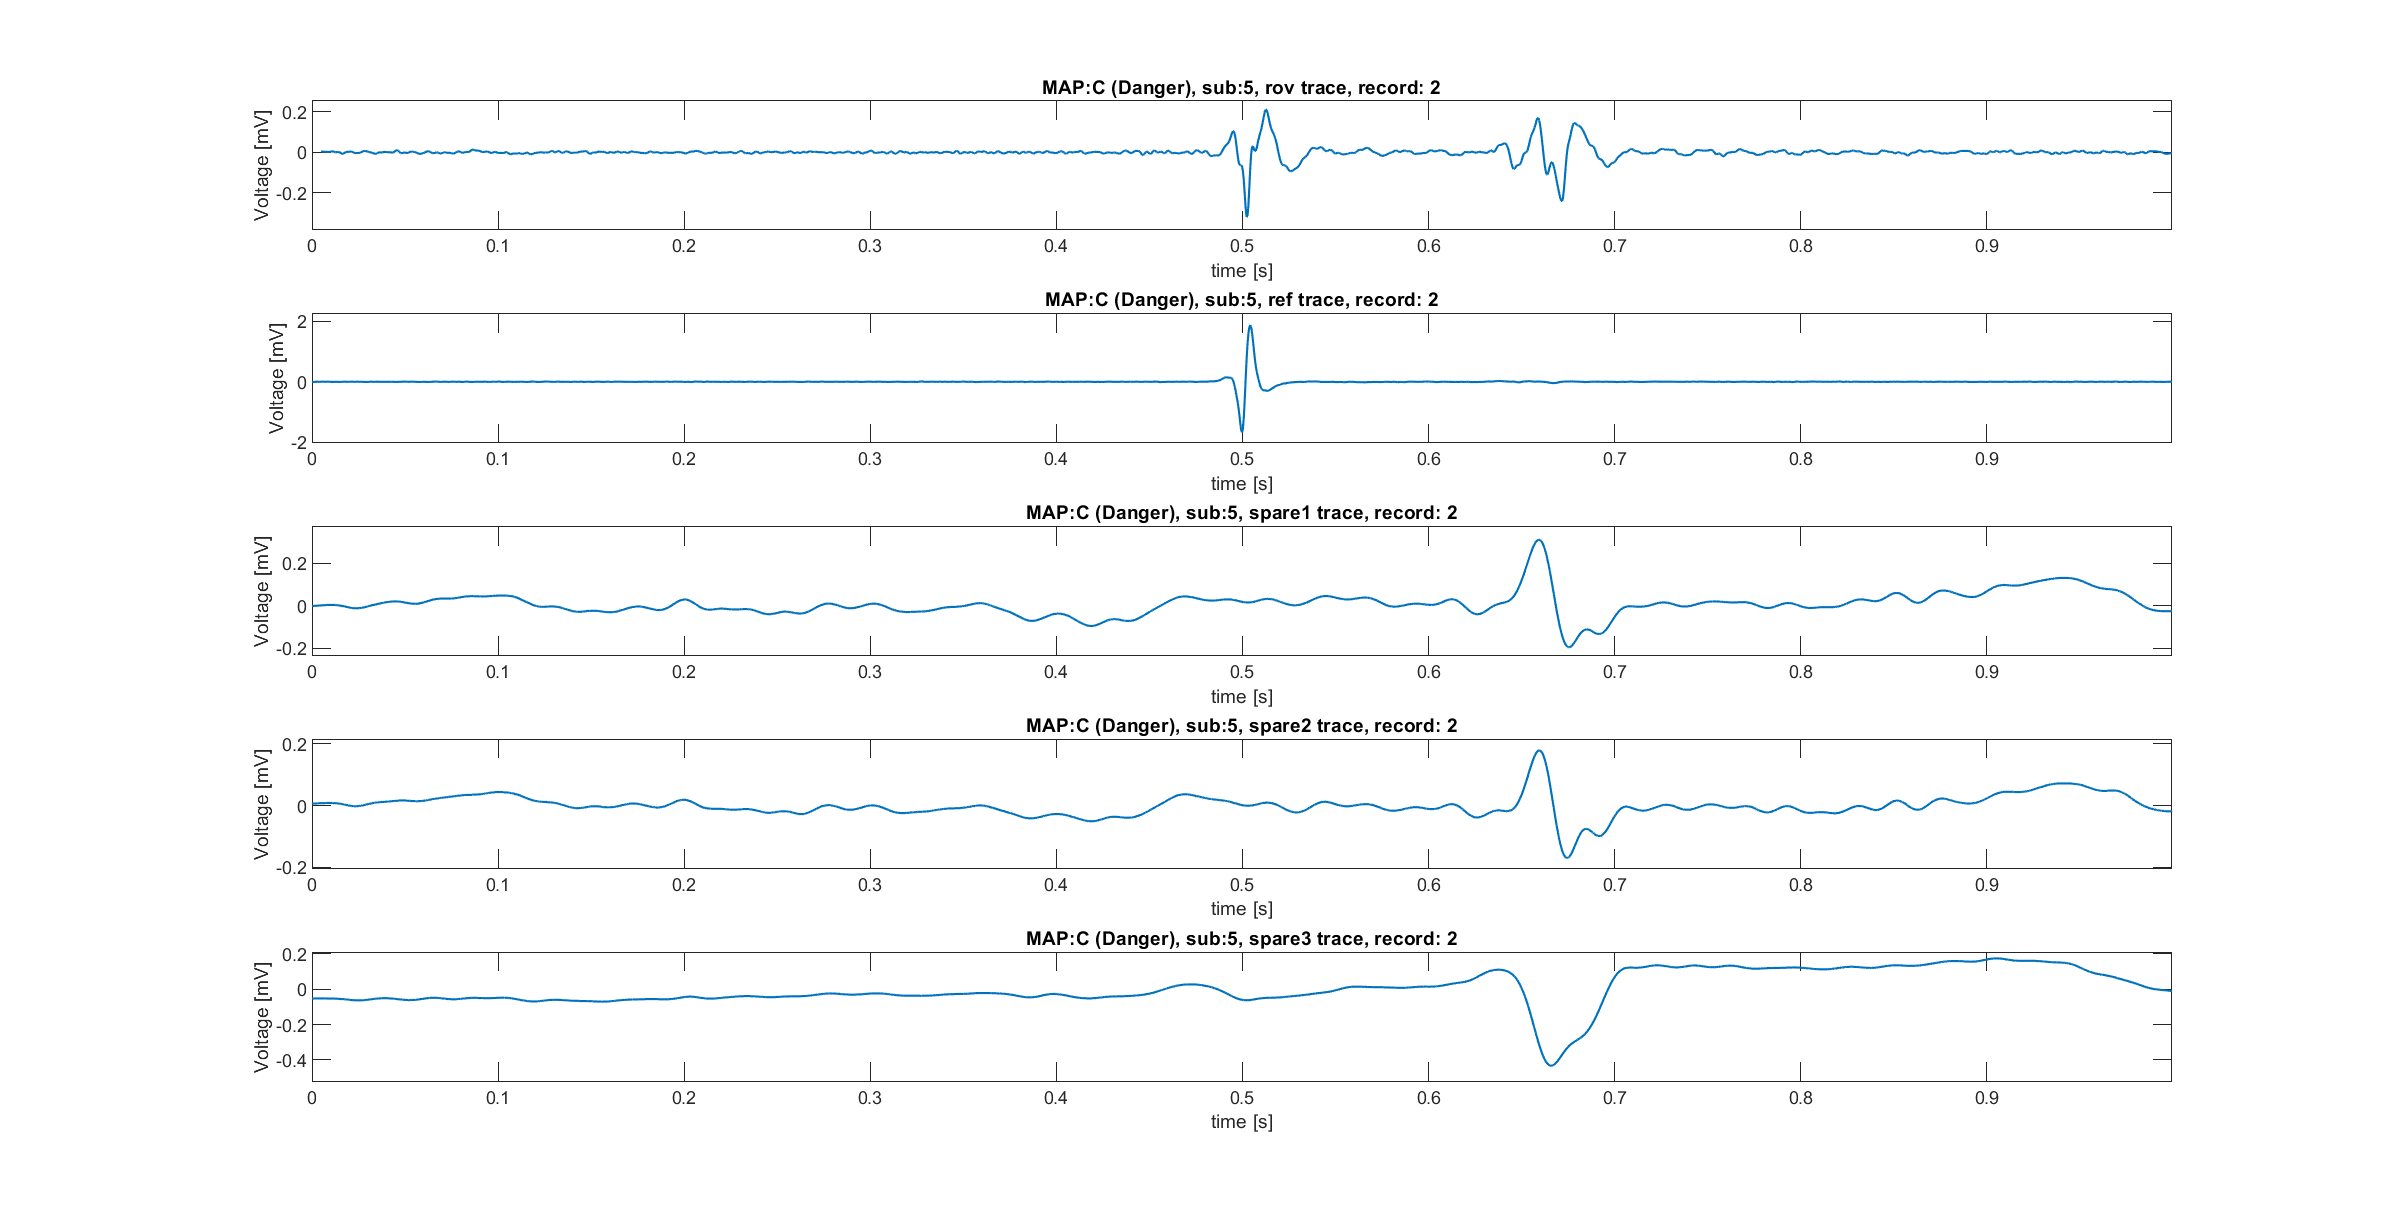 MAP:C (Danger), sub:5, rov trace, record: 2
Voltage [mV]
0.2
0
-0.2
0 0.1 0.2 0.3 0.4 0.5 0.6 0.7 0.8 0.9
time [s]
MAP:C (Danger), sub:5, ref trace, record: 2
Voltage [mV]
2
0
-2
0 0.1 0.2 0.3 0.4 0.5 0.6 0.7 0.8 0.9
time [s]
MAP:C (Danger), sub:5, spare1 trace, record: 2
Voltage [mV]
0.2
0
-0.2
0 0.1 0.2 0.3 0.4 0.5 0.6 0.7 0.8 0.9
time [s]
MAP:C (Danger), sub:5, spare2 trace, record: 2
Voltage [mV]
0.2
0
-0.2
0 0.1 0.2 0.3 0.4 0.5 0.6 0.7 0.8 0.9
time [s]
MAP:C (Danger), sub:5, spare3 trace, record: 2
Voltage [mV]
0.2
0
-0.2
-0.4
0 0.1 0.2 0.3 0.4 0.5 0.6 0.7 0.8 0.9
time [s]